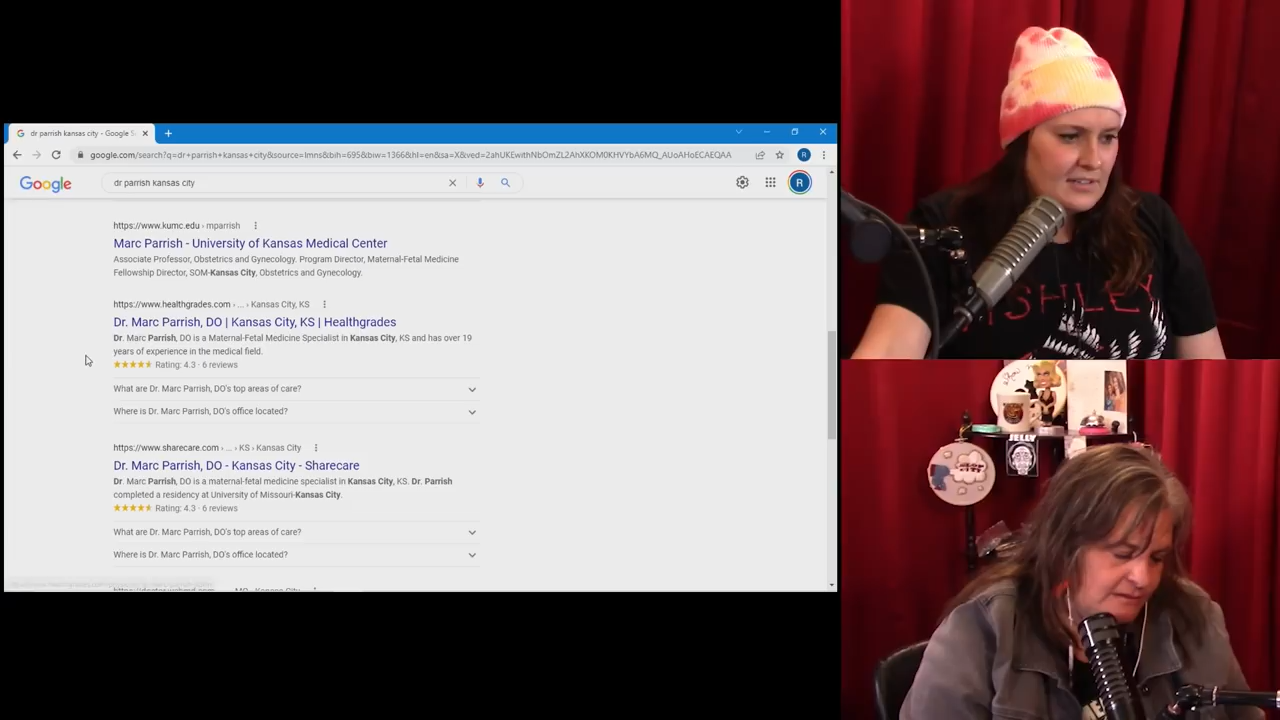 dr parrish kansas city - Google S
google.com/search?q=dr+parrish+kansas+city&source=lmns&bih=695&biw=1366&hl=en&sa=X&ved=2ahUKEwithNbOmZL2AhXKOM0KHVYbA6MQ_AUoAHoECAEQAA
R
Google
dr parrish kansas city
R
https://www.kumc.edu › mparrish
Marc Parrish - University of Kansas Medical Center
Associate Professor, Obstetrics and Gynecology. Program Director, Maternal-Fetal Medicine
Fellowship Director, SOM-Kansas City, Obstetrics and Gynecology.
https://www.healthgrades.com › ... › Kansas City, KS
Dr. Marc Parrish, DO | Kansas City, KS | Healthgrades
Dr. Marc Parrish, DO is a Maternal-Fetal Medicine Specialist in Kansas City, KS and has over 19
years of experience in the medical field.
Rating: 4.3 · 6 reviews
What are Dr. Marc Parrish, DO's top areas of care?
Where is Dr. Marc Parrish, DO's office located?
https://www.sharecare.com › ... › KS › Kansas City
Dr. Marc Parrish, DO - Kansas City - Sharecare
Dr. Marc Parrish, DO is a maternal-fetal medicine specialist in Kansas City, KS. Dr. Parrish
completed a residency at University of Missouri-Kansas City.
Rating: 4.3 · 6 reviews
What are Dr. Marc Parrish, DO's top areas of care?
Where is Dr. Marc Parrish, DO's office located?
SHLEY
JELLY